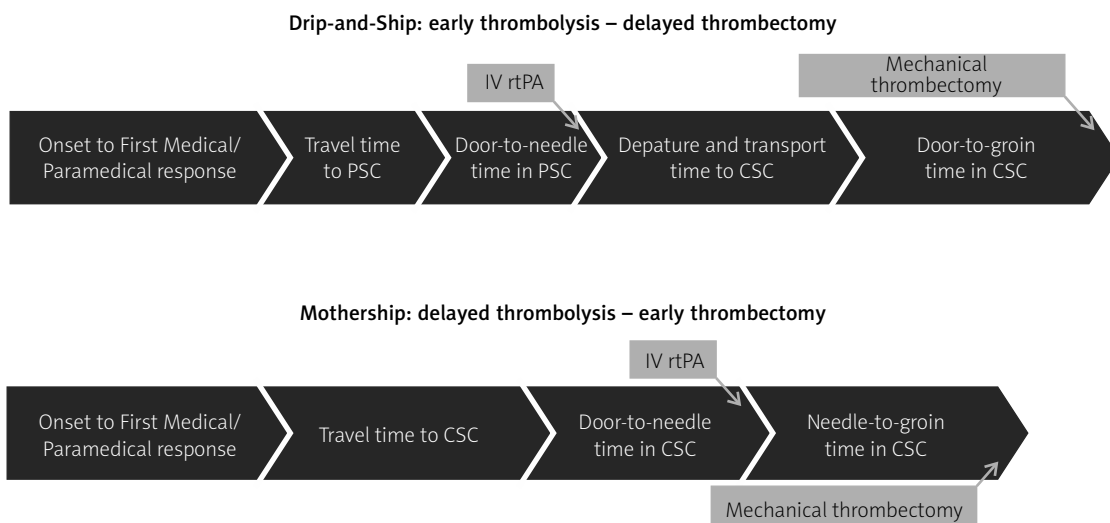 Drip-and-Ship: early thrombolysis – delayed thrombectomy
IV rtPA
Mechanical
thrombectomy
Onset to First Medical/
Paramedical response
Travel time
to PSC
Door-to-needle
time in PSC
Depature and transport
time to CSC
Door-to-groin
time in CSC
Mothership: delayed thrombolysis – early thrombectomy
IV rtPA
Onset to First Medical/
Paramedical response
Travel time to CSC
Door-to-needle
time in CSC
Needle-to-groin
time in CSC
Mechanical thrombectomy